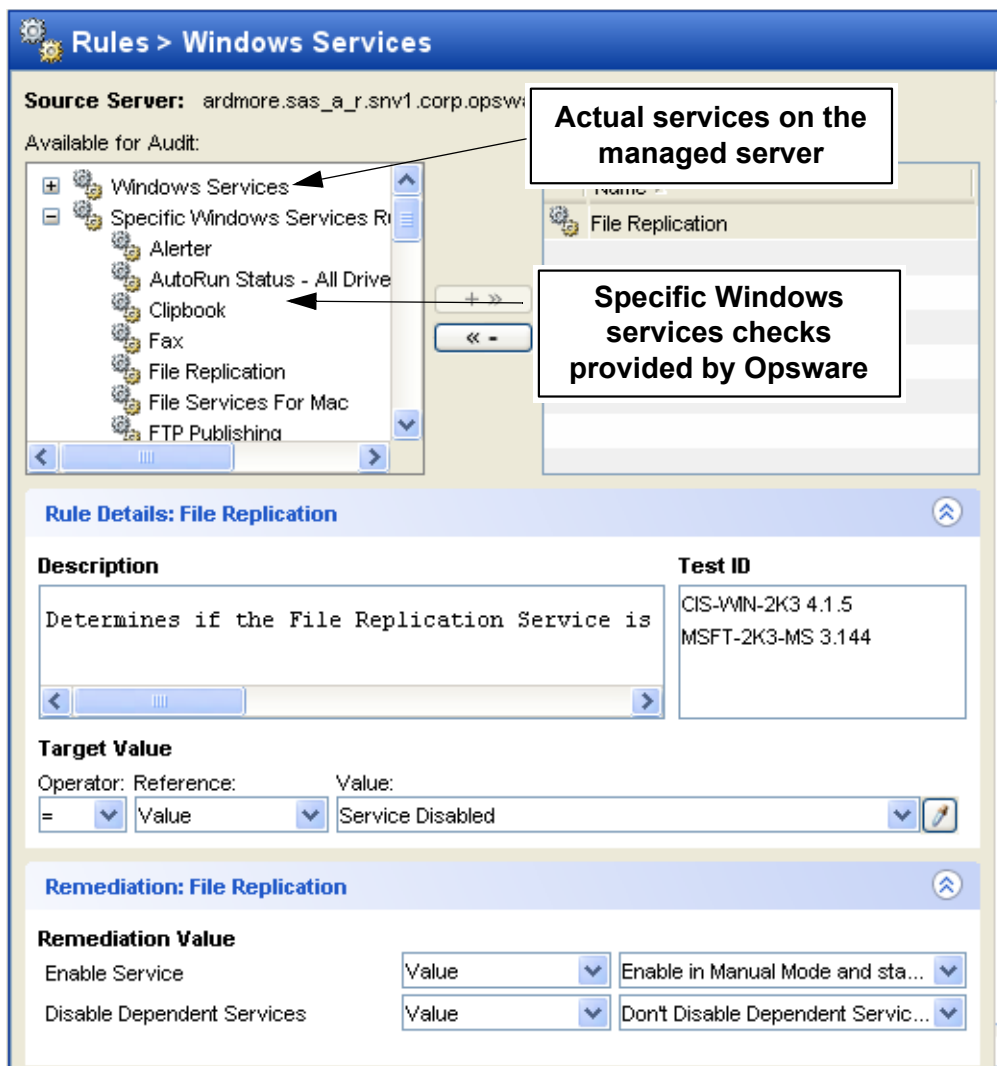 Rules > Windows Services
Source Server: ardmore.sas_a_r.snv1.corp.opswa
Actual services on the
managed server
Available for Audit:
Windows Services
Name
Specific Windows Services Ru
File Replication
Alerter
AutoRun Status - All Drive
Specific Windows
services checks
provided by Opsware
+ »
Clipbook
« -
Fax
File Replication
File Services For Mac
FTP Publishing
Rule Details: File Replication
Description
Test ID
Determines if the File Replication Service is
CIS-WIN-2K3 4.1.5
MSFT-2K3-MS 3.144
Target Value
Operator: Reference: Value:
= Value Service Disabled
Remediation: File Replication
Remediation Value
Enable Service Value Enable in Manual Mode and sta...
Disable Dependent Services Value Don't Disable Dependent Servic...